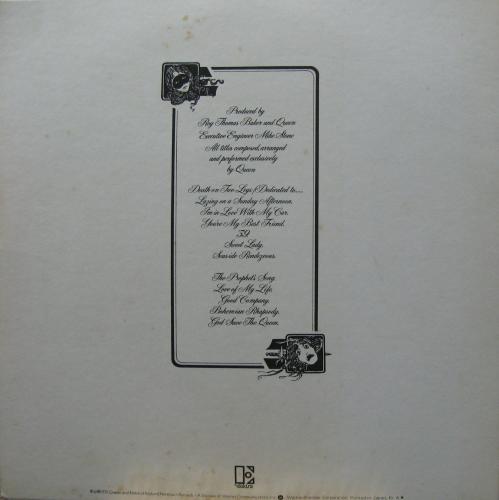 Produced by
Roy Thomas Baker and Queen
Executive Engineer Mike Stone
All titles composed, arranged
and performed exclusively
by Queen
Death on Two Legs (Dedicated to......
Lazing on a Sunday Afternoon.
I'm in Love With My Car.
You're My Best Friend.
'39
Sweet Lady.
Seaside Rendezvous.
The Prophet's Song.
Love of My Life.
Good Company.
Bohemian Rhapsody.
God Save The Queen.